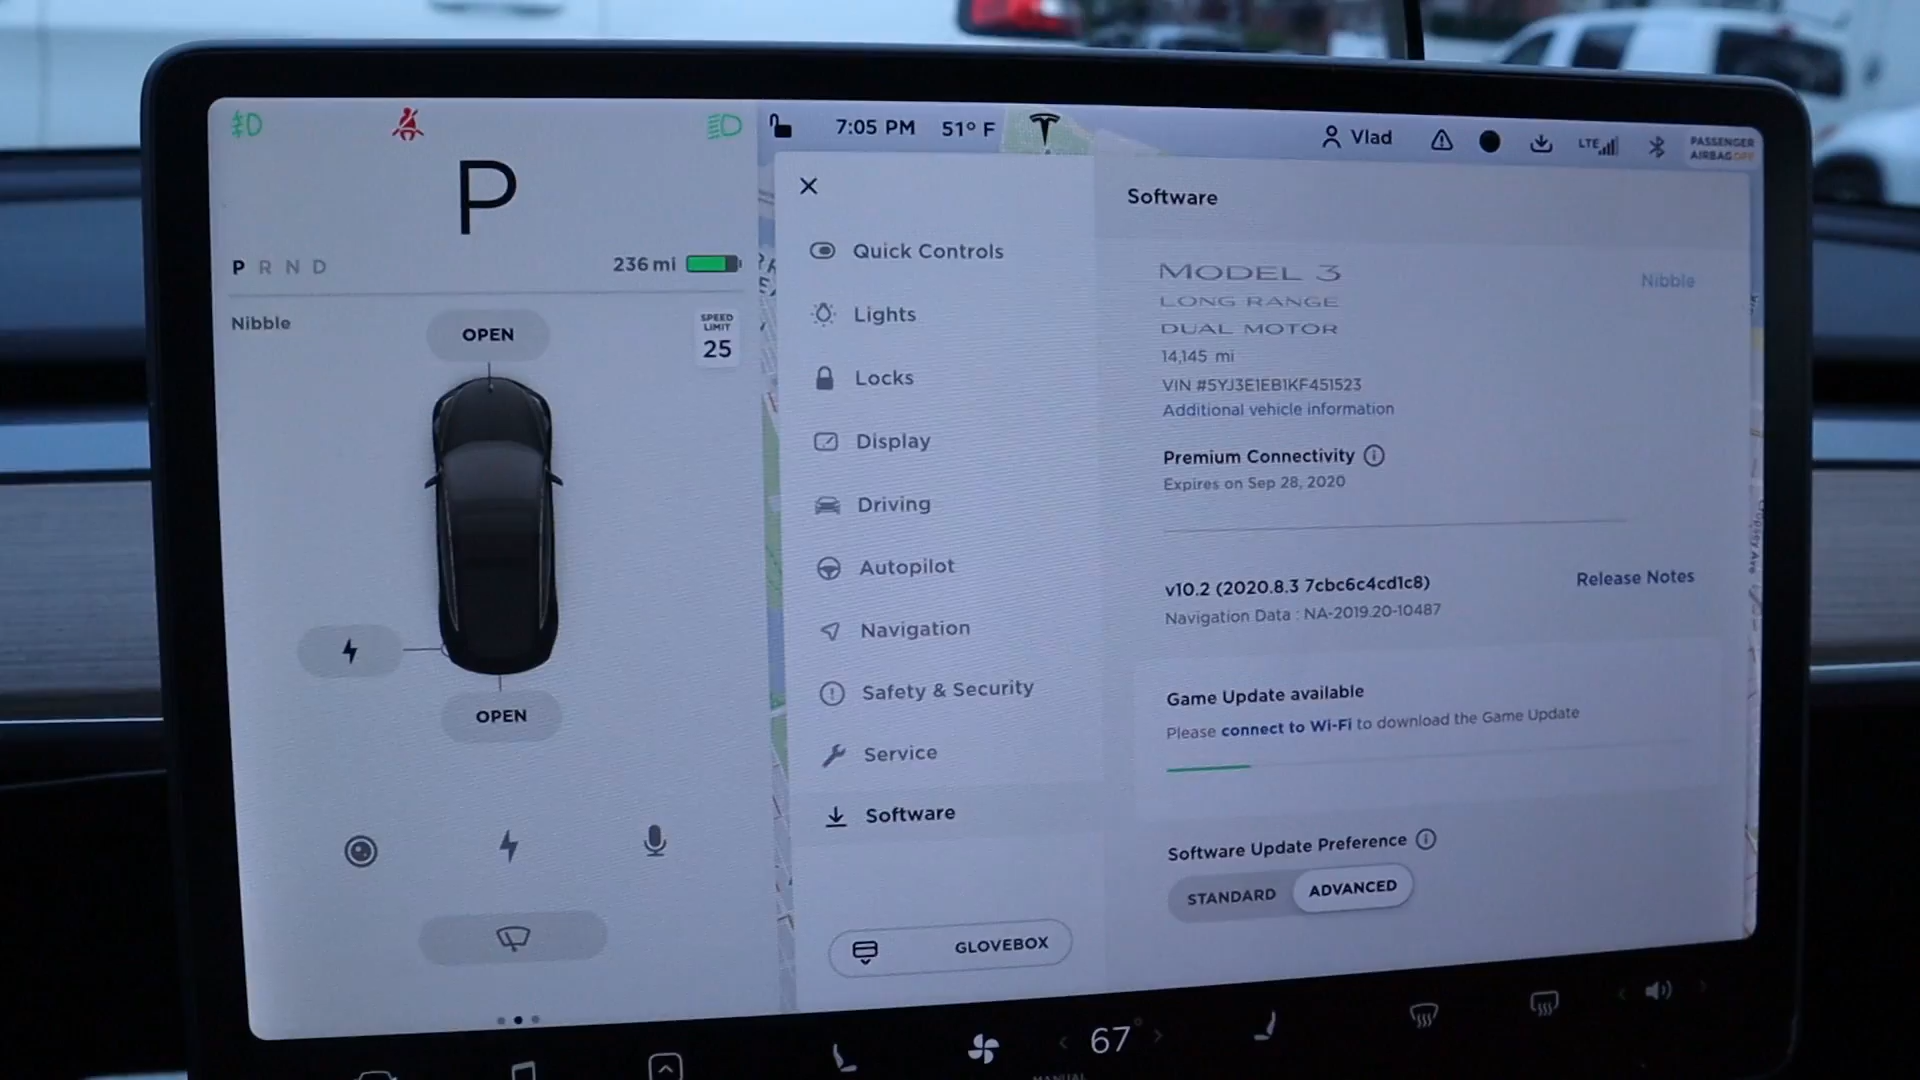 P
P R N D
236 mi
Nibble
OPEN
SPEED
LIMIT
25
OPEN
7:05 PM
51° F
Vlad
LTE
PASSENGER
AIRBAG OFF
Quick Controls
Lights
Locks
Display
Driving
Autopilot
Navigation
Safety & Security
Service
Software
GLOVEBOX
Software
MODEL 3
Nibble
LONG RANGE
DUAL MOTOR
14,145 mi
VIN #5YJ3E1EB1KF451523
Additional vehicle information
Premium Connectivity
Expires on Sep 28, 2020
v10.2 (2020.8.3 7cbc6c4cd1c8)
Release Notes
Navigation Data : NA-2019.20-10487
Game Update available
Please connect to Wi-Fi to download the Game Update
Software Update Preference
STANDARD ADVANCED
67°
MANUAL